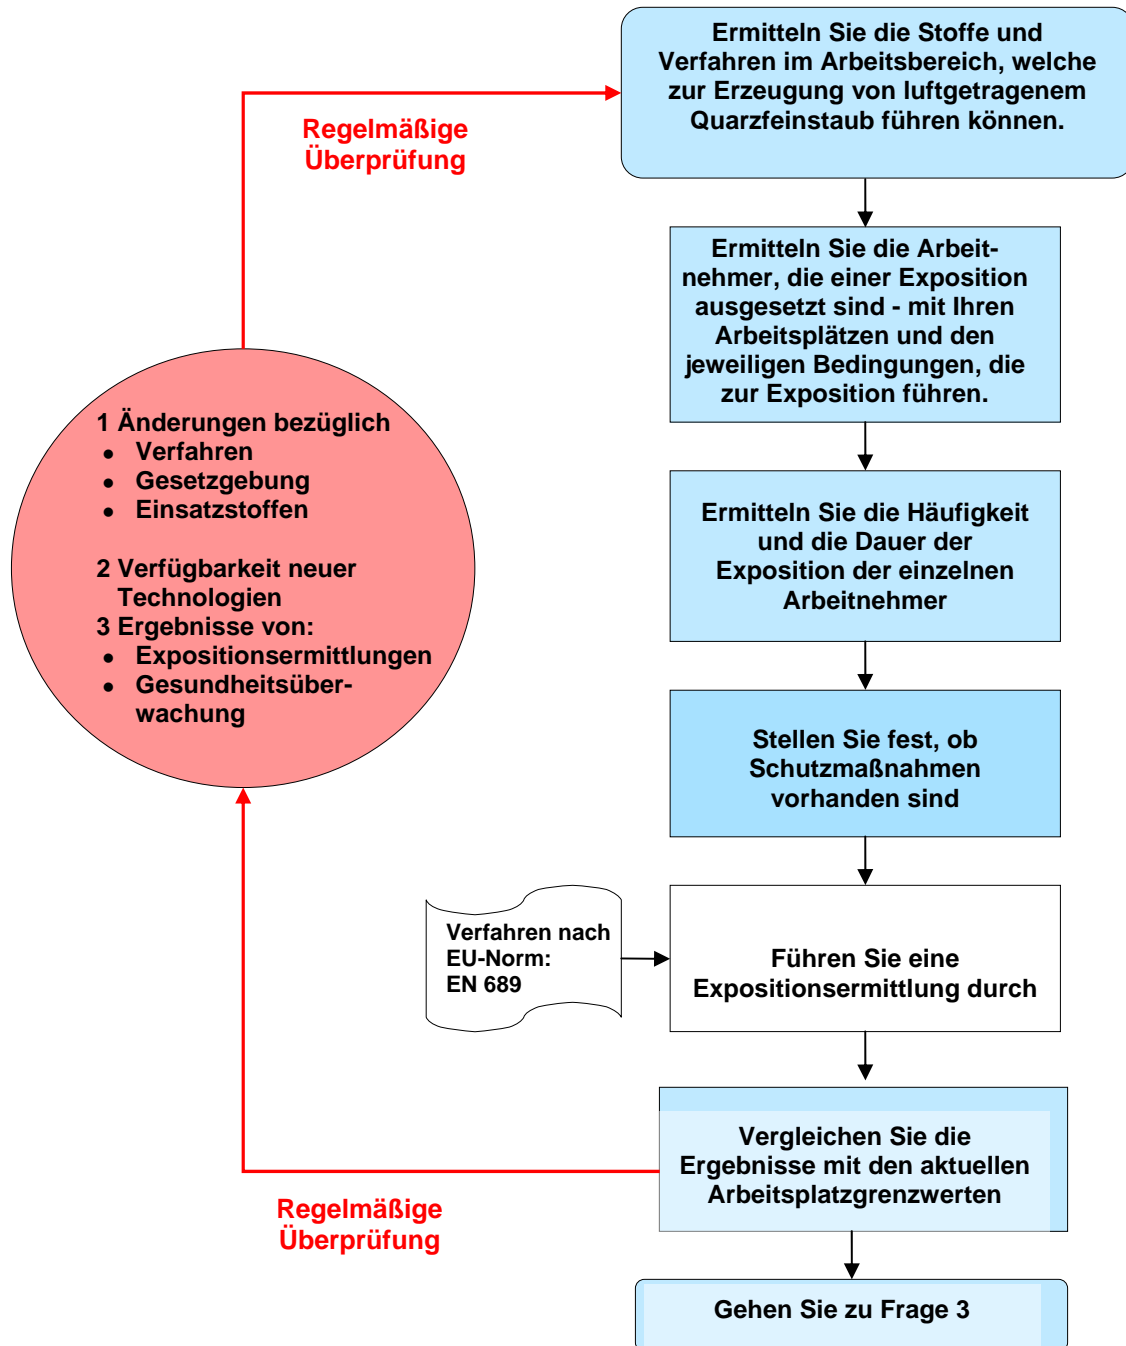 Ermitteln Sie die Stoffe und
Verfahren im Arbeitsbereich, welche
zur Erzeugung von luftgetragenem
Quarzfeinstaub führen können.
Regelmäßige
Überprüfung
Ermitteln Sie die Arbeit-
nehmer, die einer Exposition
ausgesetzt sind - mit Ihren
Arbeitsplätzen und den
jeweiligen Bedingungen, die
zur Exposition führen.
1 Änderungen bezüglich
• Verfahren
• Gesetzgebung
• Einsatzstoffen
2 Verfügbarkeit neuer
Technologien
3 Ergebnisse von:
• Expositionsermittlungen
• Gesundheitsüber-
wachung
Ermitteln Sie die Häufigkeit
und die Dauer der
Exposition der einzelnen
Arbeitnehmer
Stellen Sie fest, ob
Schutzmaßnahmen
vorhanden sind
Verfahren nach
EU-Norm:
EN 689
Führen Sie eine
Expositionsermittlung durch
Vergleichen Sie die
Ergebnisse mit den aktuellen
Arbeitsplatzgrenzwerten
Regelmäßige
Überprüfung
Gehen Sie zu Frage 3